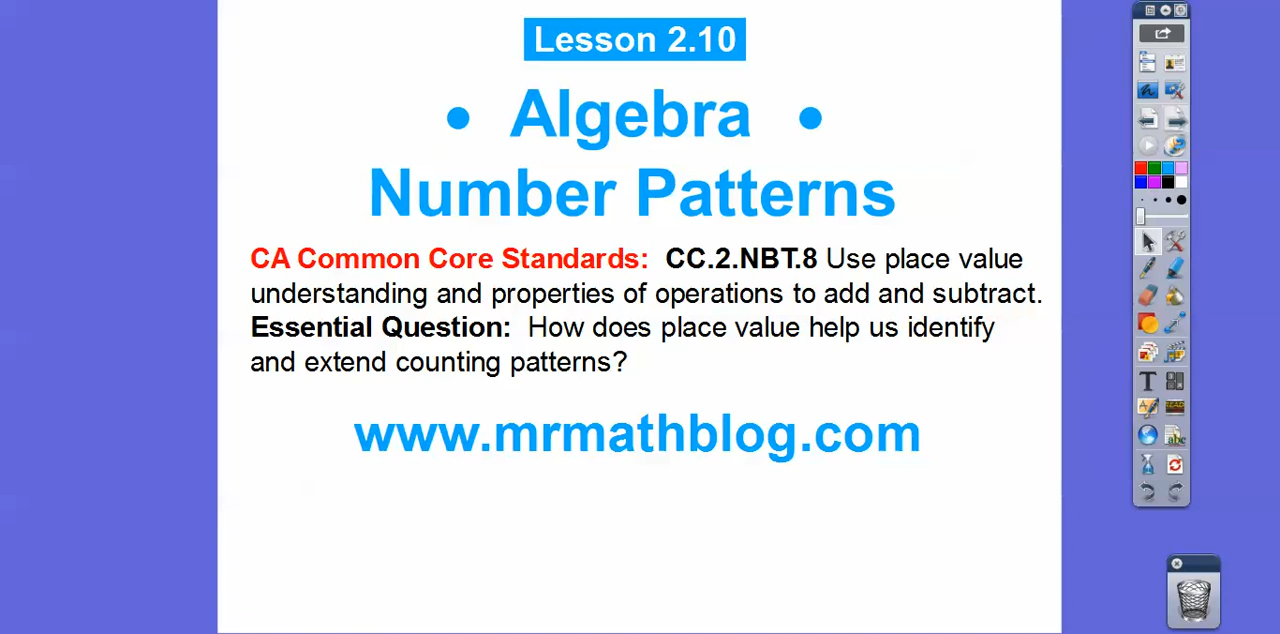 Lesson 2.10
• Algebra •
Number Patterns
CA Common Core Standards: CC.2.NBT.8 Use place value
understanding and properties of operations to add and subtract.
Essential Question: How does place value help us identify
and extend counting patterns?
www.mrmathblog.com